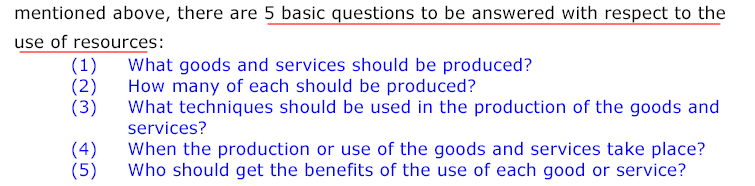 mentioned above, there are 5 basic questions to be answered with respect to the
use of resources:
(1) What goods and services should be produced?
(2) How many of each should be produced?
(3) What techniques should be used in the production of the goods and
services?
(4) When the production or use of the goods and services take place?
(5) Who should get the benefits of the use of each good or service?